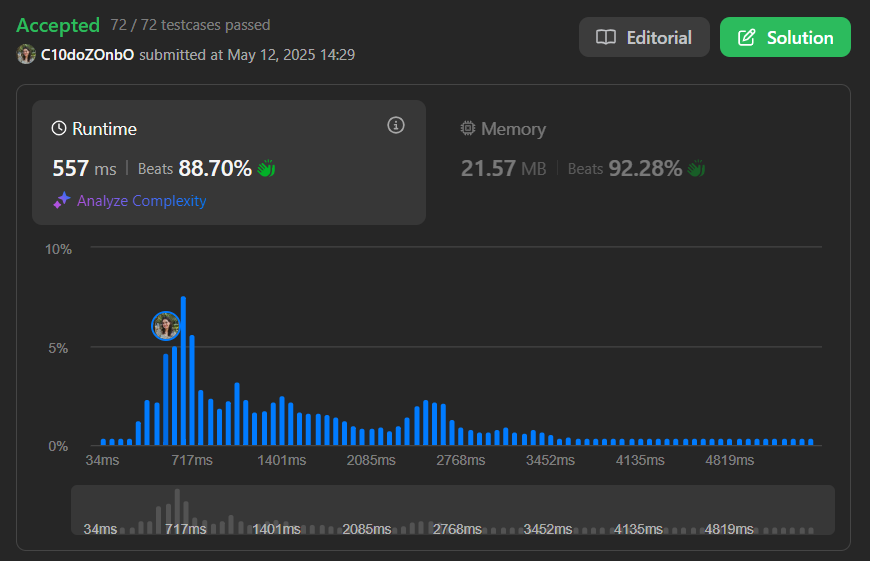 Accepted 72 / 72 testcases passed
C10doZOnbO submitted at May 12, 2025 14:29
Editorial
Solution
Runtime
557 ms | Beats 88.70%
Analyze Complexity
Memory
21.57 MB | Beats 92.28%
10%
5%
0%
34ms 717ms 1401ms 2085ms 2768ms 3452ms 4135ms 4819ms
34ms 717ms 1401ms 2085ms 2768ms 3452ms 4135ms 4819ms